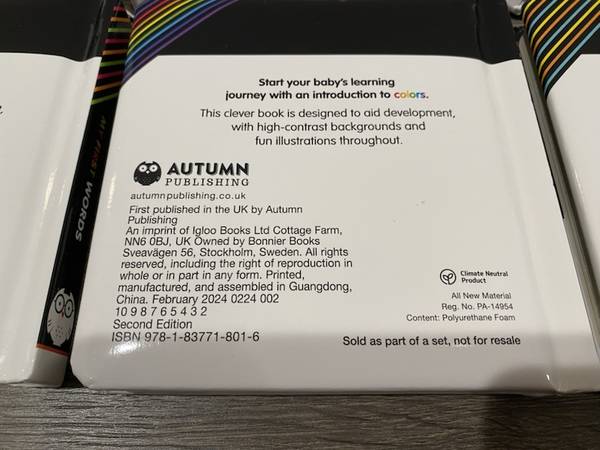 Start your baby's learning
journey with an introduction to colors.
This clever book is designed to aid development,
with high-contrast backgrounds and
fun illustrations throughout.
AUTUMN
PUBLISHING
autumnpublishing.co.uk
First published in the UK by Autumn
Publishing
An imprint of Igloo Books Ltd Cottage Farm,
NN6 0BJ, UK Owned by Bonnier Books
Sveavägen 56, Stockholm, Sweden. All rights
reserved, including the right of reproduction in
whole or in part in any form. Printed,
manufactured, and assembled in Guangdong,
China. February 2024 0224 002
10 9 8 7 6 5 4 3 2
Second Edition
ISBN 978-1-83771-801-6
Climate Neutral
Product
All New Material
Reg. No. PA-14954
Content: Polyurethane Foam
Sold as part of a set, not for resale
MY FIRST WORDS